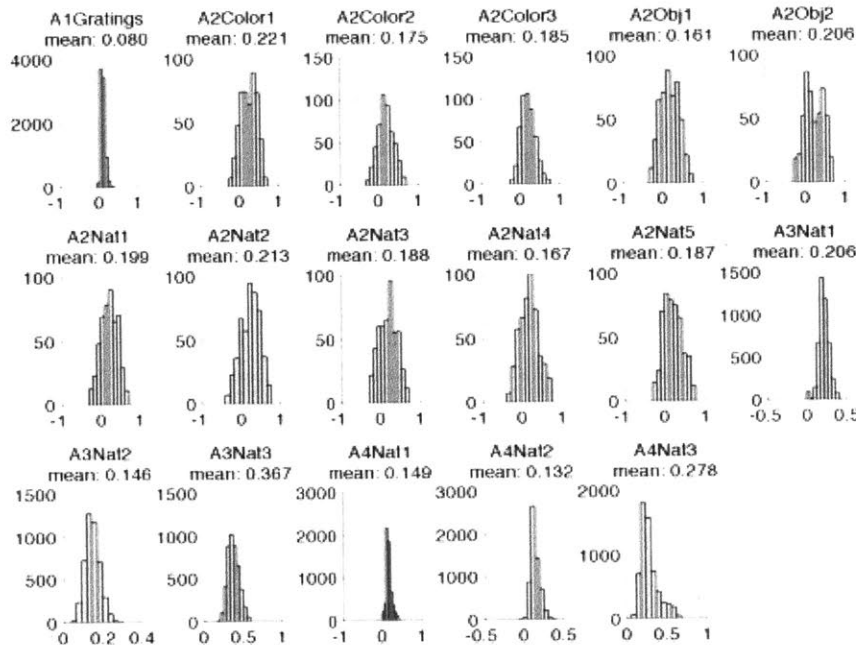 A1Gratings A2Color1 A2Color2 A2Color3 A2Obj1 A2Obj2
mean: 0.080 mean: 0.221 mean: 0.175 mean: 0.185 mean: 0.161 mean: 0.206
4000 100 150 150 100 100
100 100
2000 50 50 50
50 50
0 0 0 0 0 0
-1 0 1 -1 0 1 -1 0 1 -1 0 1 -1 0 1 -1 0 1
A2Nat1 A2Nat2 A2Nat3 A2Nat4 A2Nat5 A3Nat1
mean: 0.199 mean: 0.213 mean: 0.188 mean: 0.167 mean: 0.187 mean: 0.206
100 100 100 100 100 1500
1000
50 50 50 50 50
500
0 0 0 0 0 0
-1 0 1 -1 0 1 -1 0 1 -1 0 1 -1 0 1 -0.5 0 0.5
A3Nat2 A3Nat3 A4Nat1 A4Nat2 A4Nat3
mean: 0.146 mean: 0.367 mean: 0.149 mean: 0.132 mean: 0.278
1500 1500 3000 3000 2000
1000 1000 2000 2000
1000
500 500 1000 1000
0 0 0 0 0
0 0.2 0.4 0 0.5 1 -1 0 1 -0.5 0 0.5 0 0.5 1